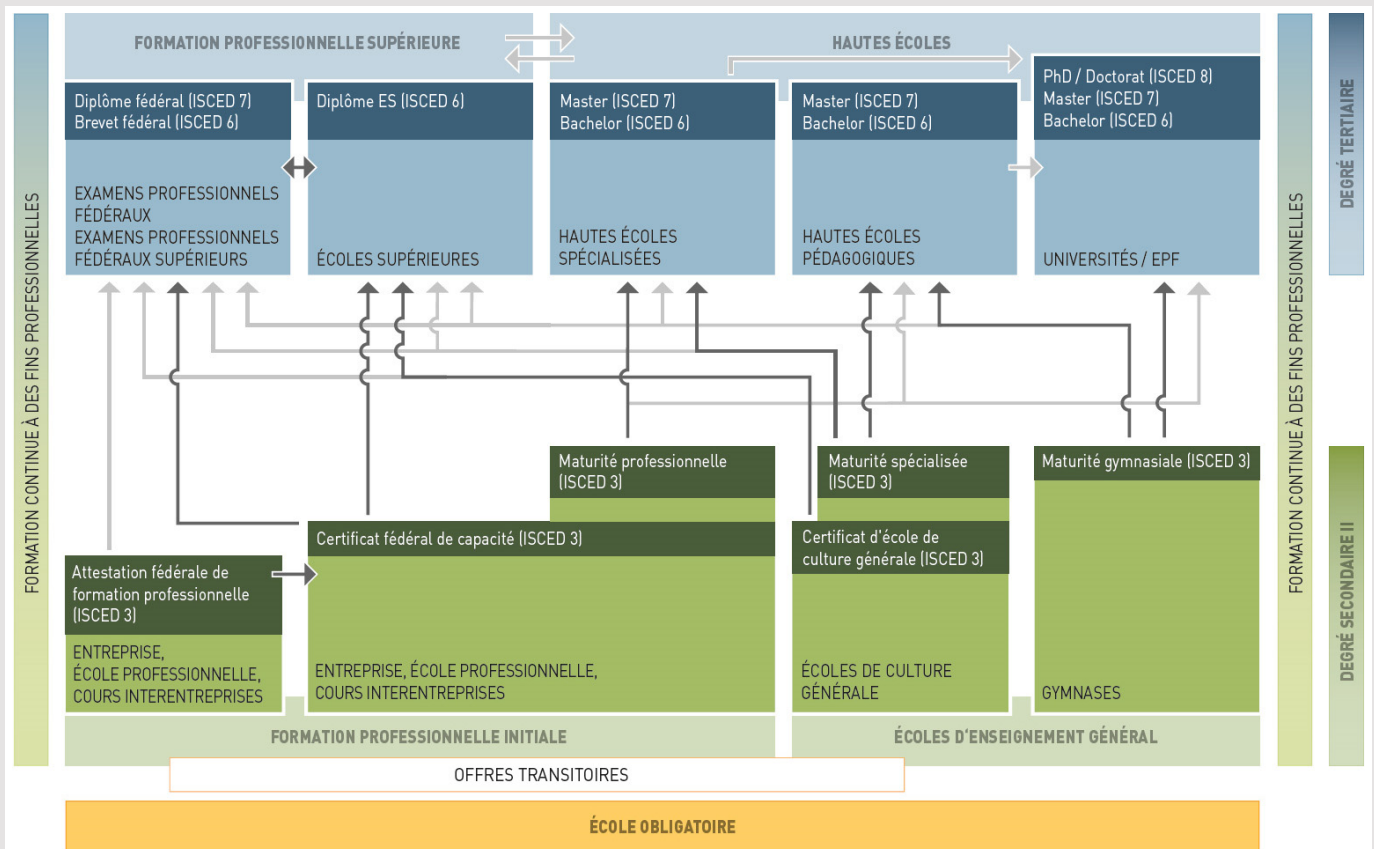 FORMATION PROFESSIONNELLE SUPÉRIEURE
HAUTES ÉCOLES
Diplôme fédéral (ISCED 7)
Brevet fédéral (ISCED 6)
EXAMENS PROFESSIONNELS
FÉDÉRAUX
EXAMENS PROFESSIONNELS
FÉDÉRAUX SUPÉRIEURS
Diplôme ES (ISCED 6)
ÉCOLES SUPÉRIEURES
Master (ISCED 7)
Bachelor (ISCED 6)
HAUTES ÉCOLES
SPÉCIALISÉES
Master (ISCED 7)
Bachelor (ISCED 6)
HAUTES ÉCOLES
PÉDAGOGIQUES
PhD / Doctorat (ISCED 8)
Master (ISCED 7)
Bachelor (ISCED 6)
UNIVERSITÉS / EPF
FORMATION CONTINUE À DES FINS PROFESSIONNELLES
FORMATION CONTINUE À DES FINS PROFESSIONNELLES
DEGRÉ TERTIAIRE
DEGRÉ SECONDAIRE II
Maturité professionnelle
(ISCED 3)
Maturité spécialisée
(ISCED 3)
Maturité gymnasiale (ISCED 3)
Certificat fédéral de capacité (ISCED 3)
Certificat d'école de
culture générale (ISCED 3)
Attestation fédérale de
formation professionnelle
(ISCED 3)
ENTREPRISE,
ÉCOLE PROFESSIONNELLE,
COURS INTERENTREPRISES
ENTREPRISE, ÉCOLE PROFESSIONNELLE,
COURS INTERENTREPRISES
ÉCOLES DE CULTURE
GÉNÉRALE
GYMNASES
FORMATION PROFESSIONNELLE INITIALE
ÉCOLES D'ENSEIGNEMENT GÉNÉRAL
OFFRES TRANSITOIRES
ÉCOLE OBLIGATOIRE